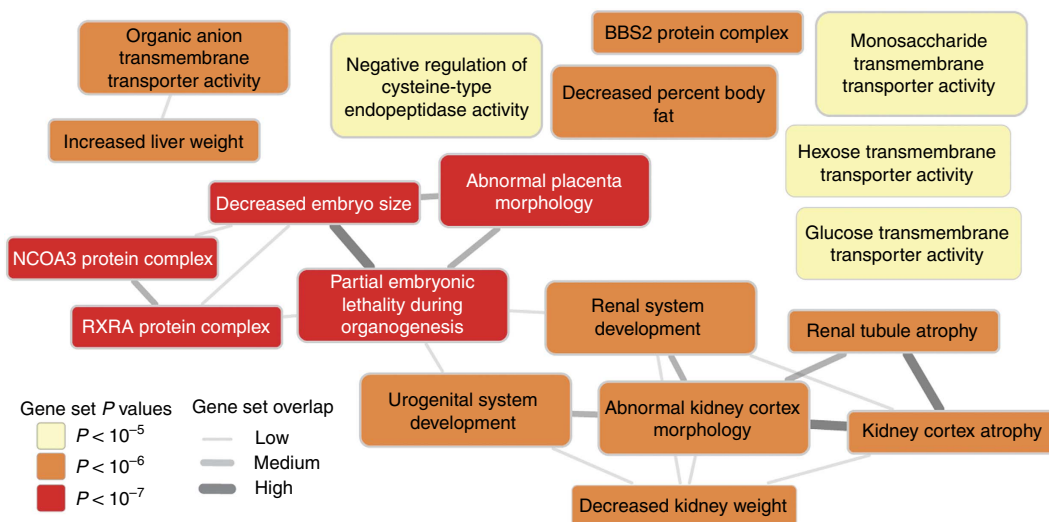 Organic anion
transmembrane
transporter activity
Increased liver weight
Negative regulation of
cysteine-type
endopeptidase activity
BBS2 protein complex
Decreased percent body
fat
Monosaccharide
transmembrane
transporter activity
Hexose transmembrane
transporter activity
Glucose transmembrane
transporter activity
Decreased embryo size
Abnormal placenta
morphology
NCOA3 protein complex
RXRA protein complex
Partial embryonic
lethality during
organogenesis
Renal system
development
Renal tubule atrophy
Urogenital system
development
Abnormal kidney cortex
morphology
Kidney cortex atrophy
Decreased kidney weight
Gene set P values
P < 10⁻⁵
P < 10⁻⁶
P < 10⁻⁷
Gene set overlap
Low
Medium
High